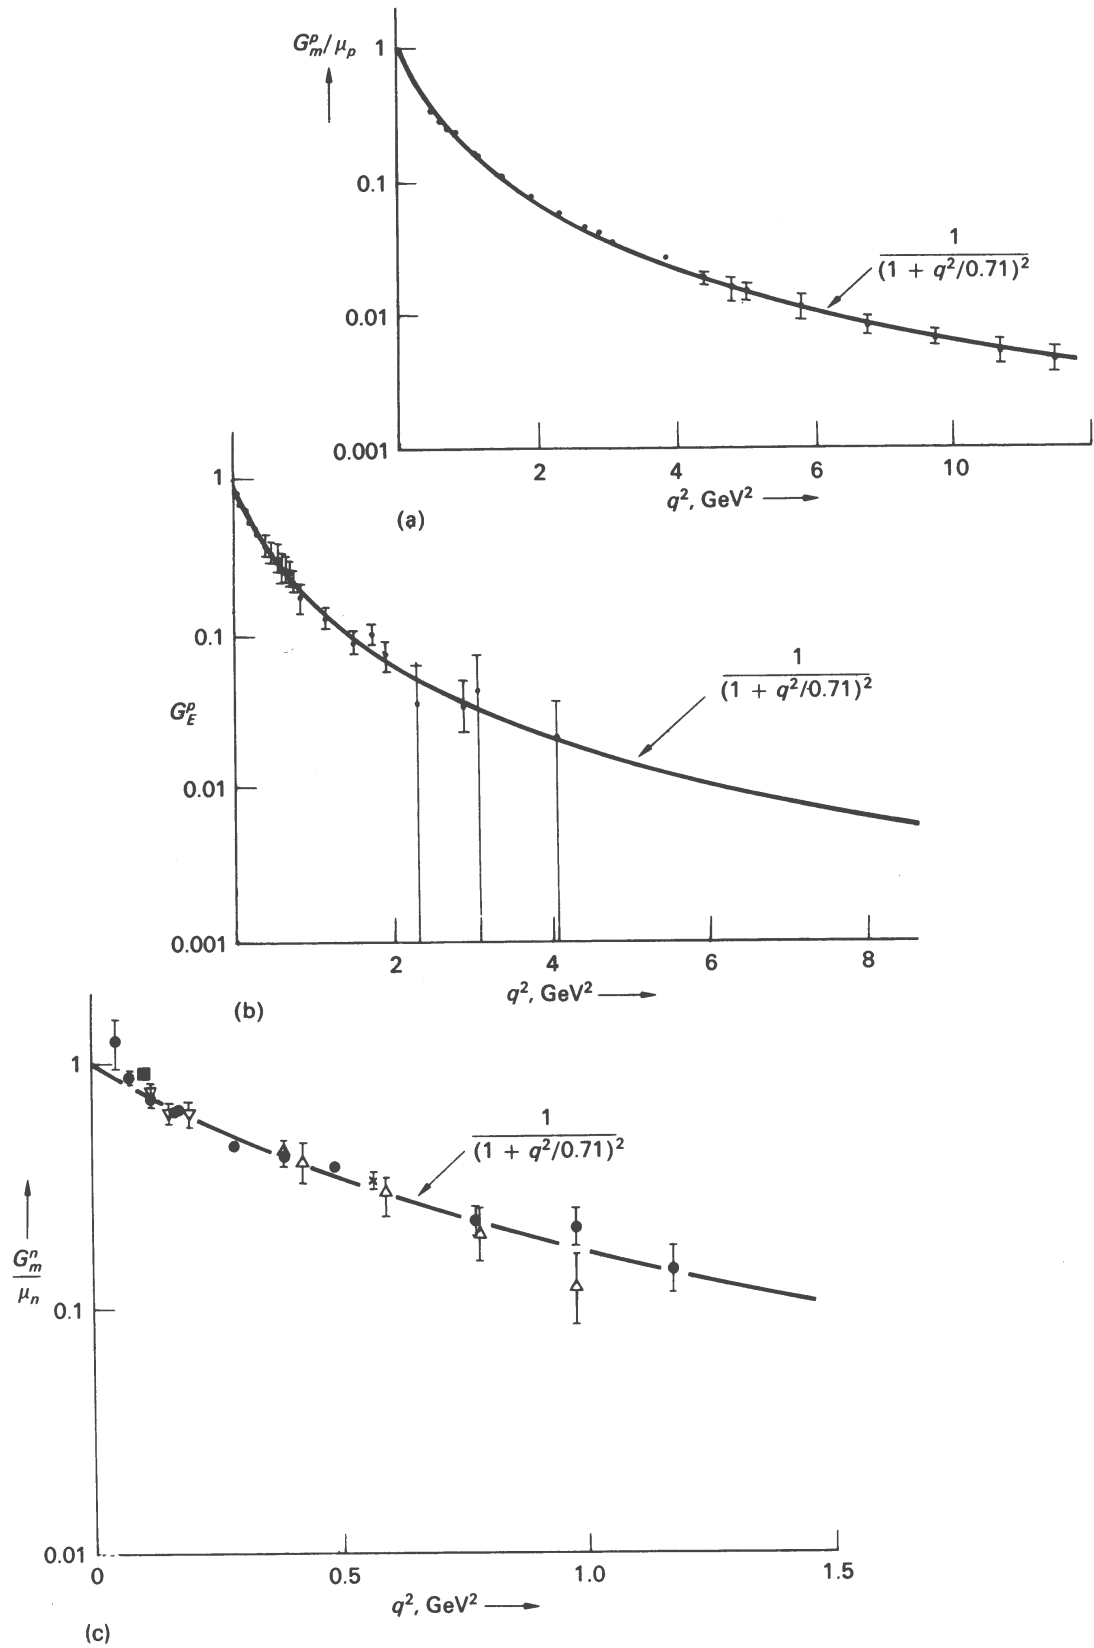 G_m^p/μ_p
1
0.1
0.01
0.001
1
(1 + q²/0.71)²
2 4 6 10
q², GeV²
(a)
1
0.1
G_E^p
0.01
0.001
1
(1 + q²/0.71)²
2 4 6 8
q², GeV²
(b)
1
G_m^n
μ_n
0.1
0.01
1
(1 + q²/0.71)²
0 0.5 1.0 1.5
q², GeV²
(c)